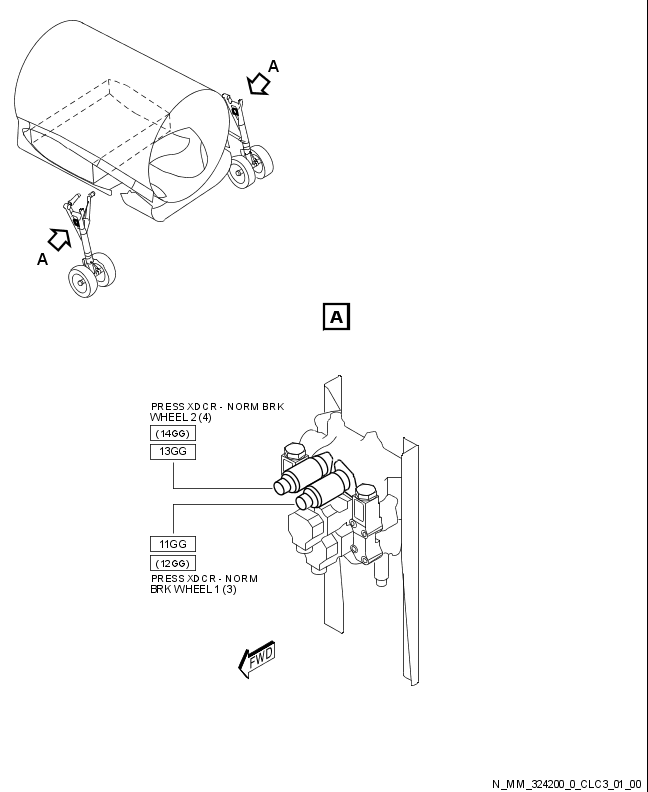 A
A
A
PRESS XDCR - NORM BRK
WHEEL 2 (4)
(14GG)
13GG
11GG
(12GG)
PRESS XDCR - NORM
BRK WHEEL 1 (3)
FWD
N_MM_324200_0_CLC3_01_00